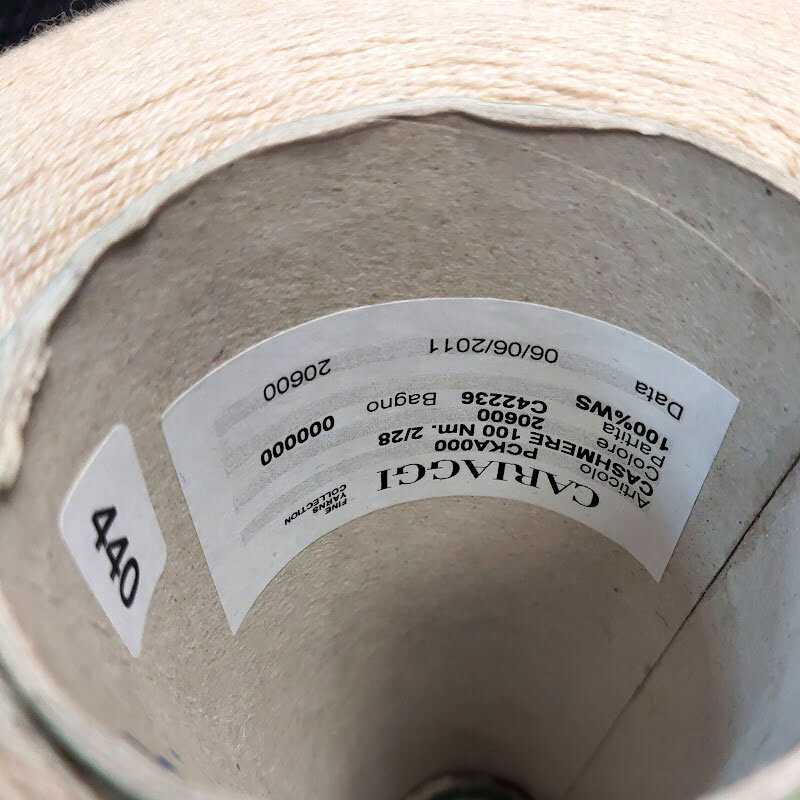 CARIAGGI
FINE
YARNS
COLLECTION
Articolo PCKA000
CASHMERE 100 Nm. 2/28
Colore 20600 000000
Partita C42236 Bagno
100%WS
Data 06/06/2011 20600
440